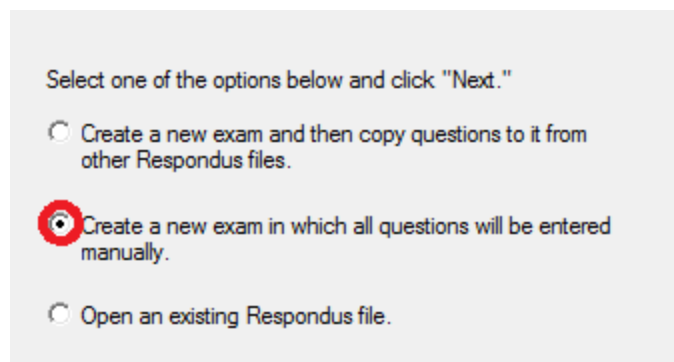 Select one of the options below and click "Next."
Create a new exam and then copy questions to it from
other Respondus files.
Create a new exam in which all questions will be entered
manually.
Open an existing Respondus file.